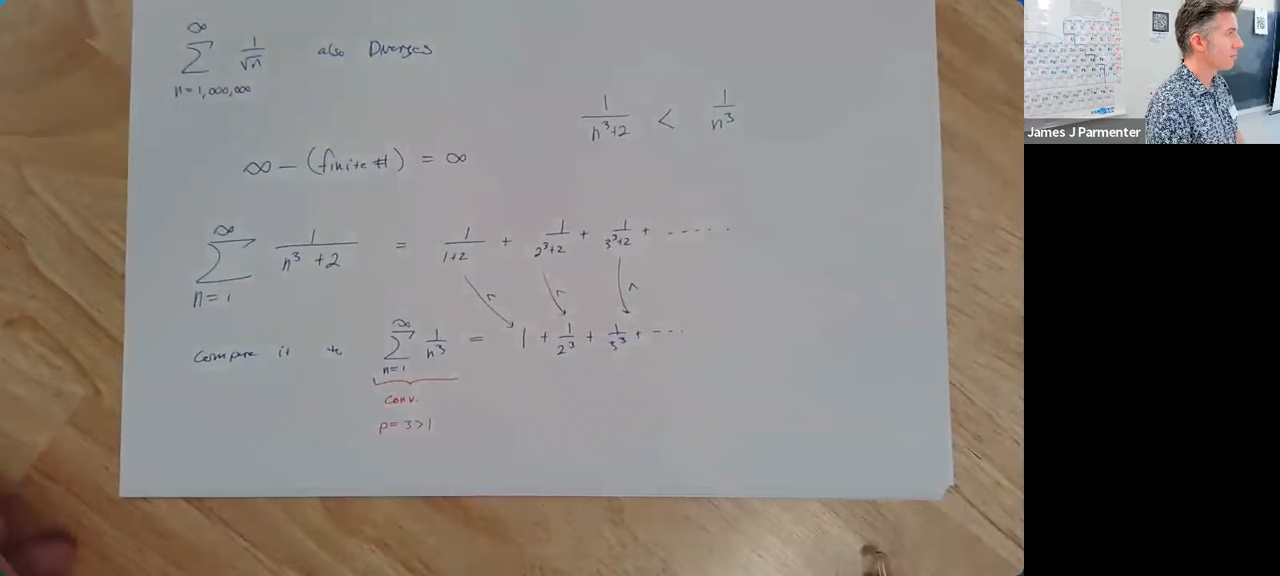 ∞
∑ 1/√n also Diverges
n=1,000,000
1/(n³+2) < 1/n³
∞ − (finite #) = ∞
∞
∑ 1/(n³+2) = 1/(1+2) + 1/(2³+2) + 1/(3³+2) + ......
n=1
∧ ∧ ∧
∞
Compare it to ∑ 1/n³ = 1 + 1/2³ + 1/3³ + ...
n=1
Conv.
p=3>1
James J Parmenter